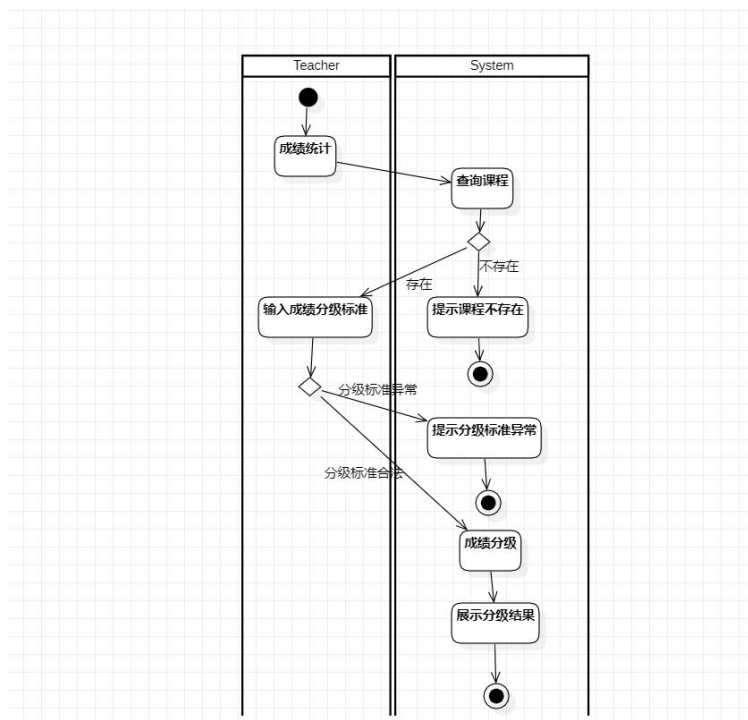 Teacher
System
成绩统计
查询课程
不存在
存在
输入成绩分级标准
提示课程不存在
分级标准异常
提示分级标准异常
分级标准合法
成绩分级
展示分级结果